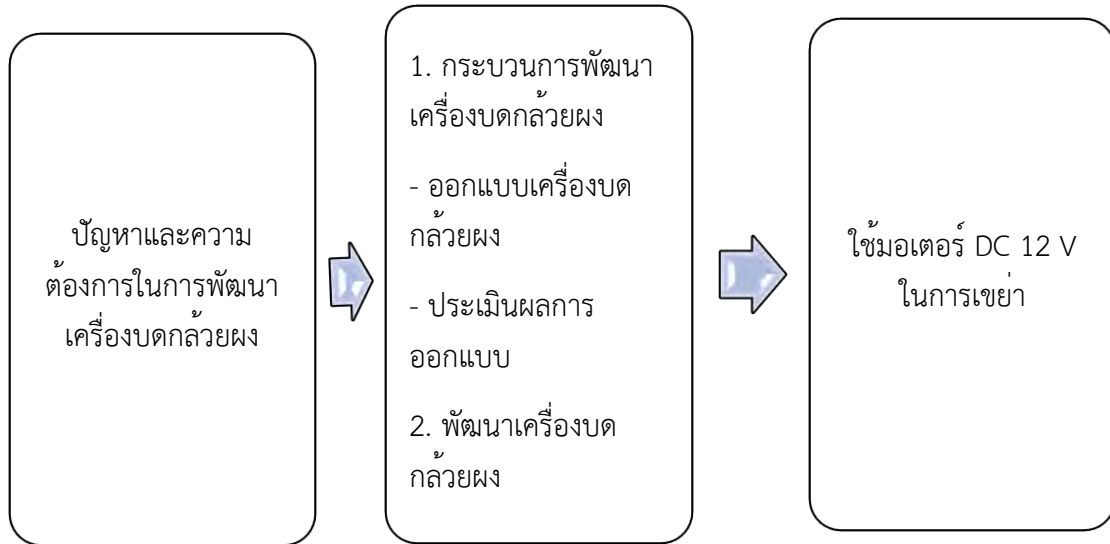 ปัญหาและความ
ต้องการในการพัฒนา
เครื่องบดกล้วยผง
1. กระบวนการพัฒนา
เครื่องบดกล้วยผง
- ออกแบบเครื่องบด
กล้วยผง
- ประเมินผลการ
ออกแบบ
2. พัฒนาเครื่องบด
กล้วยผง
ใช้มอเตอร์ DC 12 V
ในการเขย่า